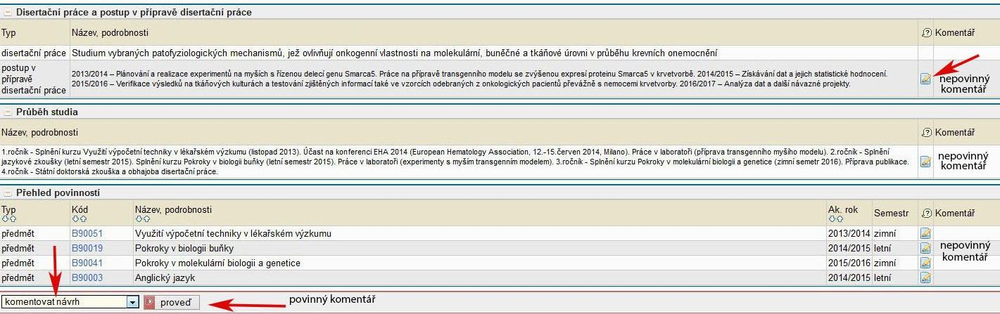 Disertační práce a postup v přípravě disertační práce
Typ Název, podrobnosti Komentář
disertační práce Studium vybraných patofyziologických mechanismů, jež ovlivňují onkogenní vlastnosti na molekulární, buněčné a tkáňové úrovni v průběhu krevních onemocnění
postup v
přípravě
disertační práce
2013/2014 – Plánování a realizace experimentů na myších s řízenou delecí genu Smarca5. Práce na přípravě transgenního modelu se zvýšenou expresí proteinu Smarca5 v krvetvorbě. 2014/2015 – Získávání dat a jejich statistické hodnocení.
2015/2016 – Verifikace výsledků na tkáňových kulturách a testování zjištěných informací také ve vzorcích odebraných z onkologických pacientů převážně s nemocemi krvetvorby. 2016/2017 – Analýza dat a další návazné projekty.
nepovinný
komentář
Průběh studia
Název, podrobnosti Komentář
1.ročník - Splnění kurzu Využití výpočetní techniky v lékařském výzkumu (listopad 2013). Účast na konferenci EHA 2014 (European Hematology Association, 12.-15.červen 2014, Milano). Práce v laboratoři (příprava transgenního myšího modelu). 2.ročník - Splnění
jazykové zkoušky (letní semestr 2015). Splnění kurzu Pokroky v biologii buňky (letní semestr 2015). Práce v laboratoři (experimenty s myším transgenním modelem). 3.ročník - Splnění kurzu Pokroky v molekulární biologii a genetice (zimní semetr 2016). Příprava publikace.
4.ročník - Státní doktorská zkouška a obhajoba disertační práce.
nepovinný
komentář
Přehled povinností
Typ Kód Název, podrobnosti Ak. rok Semestr Komentář
předmět B90051 Využití výpočetní techniky v lékařském výzkumu 2013/2014 zimní
předmět B90019 Pokroky v biologii buňky 2014/2015 letní
předmět B90041 Pokroky v molekulární biologii a genetice 2015/2016 zimní
předmět B90003 Anglický jazyk 2014/2015 letní
nepovinný
komentář
komentovat návrh proveď povinný komentář